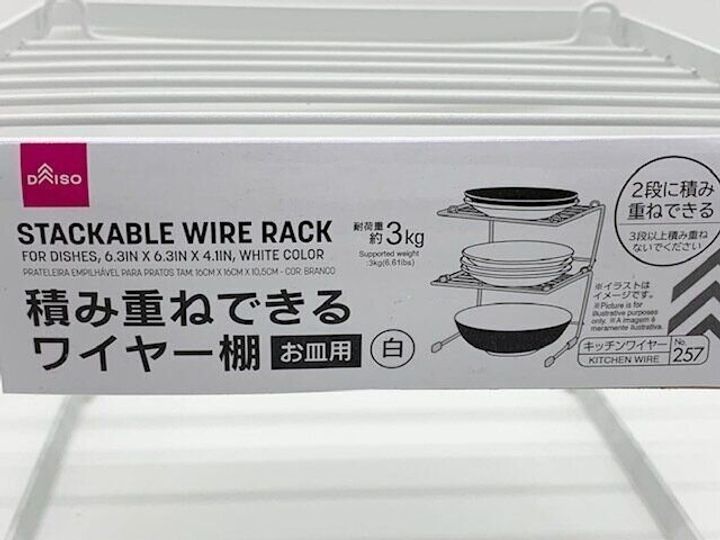 DAISO
STACKABLE WIRE RACK
FOR DISHES, 6.3IN X 6.3IN X 4.1IN, WHITE COLOR
PRATELEIRA EMPILHÁVEL PARA PRATOS TAM. 16CM X 16CM X 10,5CM - COR: BRANCO
積み重ねできる
ワイヤー棚 お皿用 白
耐荷重
約3kg
Supported weight
:3kg(6.61lbs)
2段に積み
重ねできる
3段以上積み重ね
ないでください
※イラストは
イメージです。
※Picture is for
illustrative purposes
only. ※A imagem é
meramente ilustrativa.
キッチンワイヤー
KITCHEN WIRE
No.
257